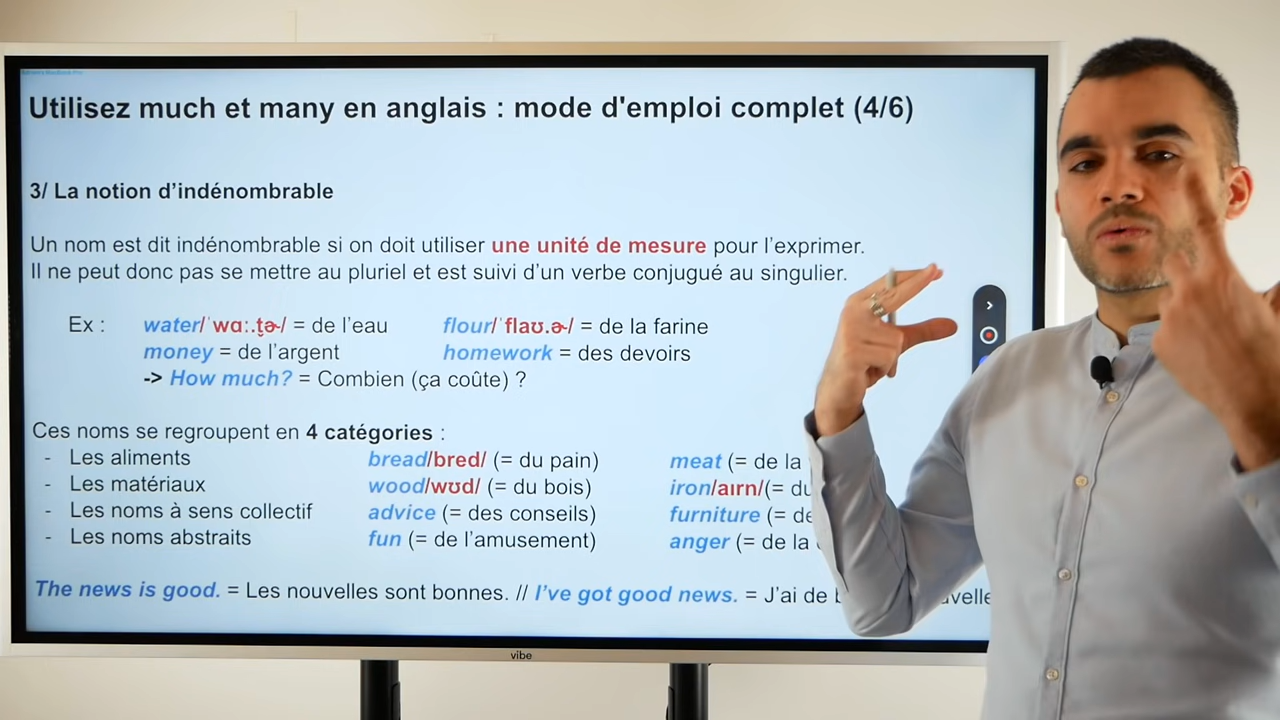 Utilisez much et many en anglais : mode d'emploi complet (4/6)
3/ La notion d'indénombrable
Un nom est dit indénombrable si on doit utiliser une unité de mesure pour l'exprimer.
Il ne peut donc pas se mettre au pluriel et est suivi d'un verbe conjugué au singulier.
Ex : water/ˈwɑː.t̬ɚ/ = de l'eau flour/ˈflaʊ.ɚ/ = de la farine
money = de l'argent homework = des devoirs
-> How much? = Combien (ça coûte) ?
Ces noms se regroupent en 4 catégories :
- Les aliments bread/bred/ (= du pain) meat (= de la
- Les matériaux wood/wʊd/ (= du bois) iron/aɪrn/(= du
- Les noms à sens collectif advice (= des conseils) furniture (=
- Les noms abstraits fun (= de l'amusement) anger (= de la
The news is good. = Les nouvelles sont bonnes. // I've got good news. = J'ai de
vibe